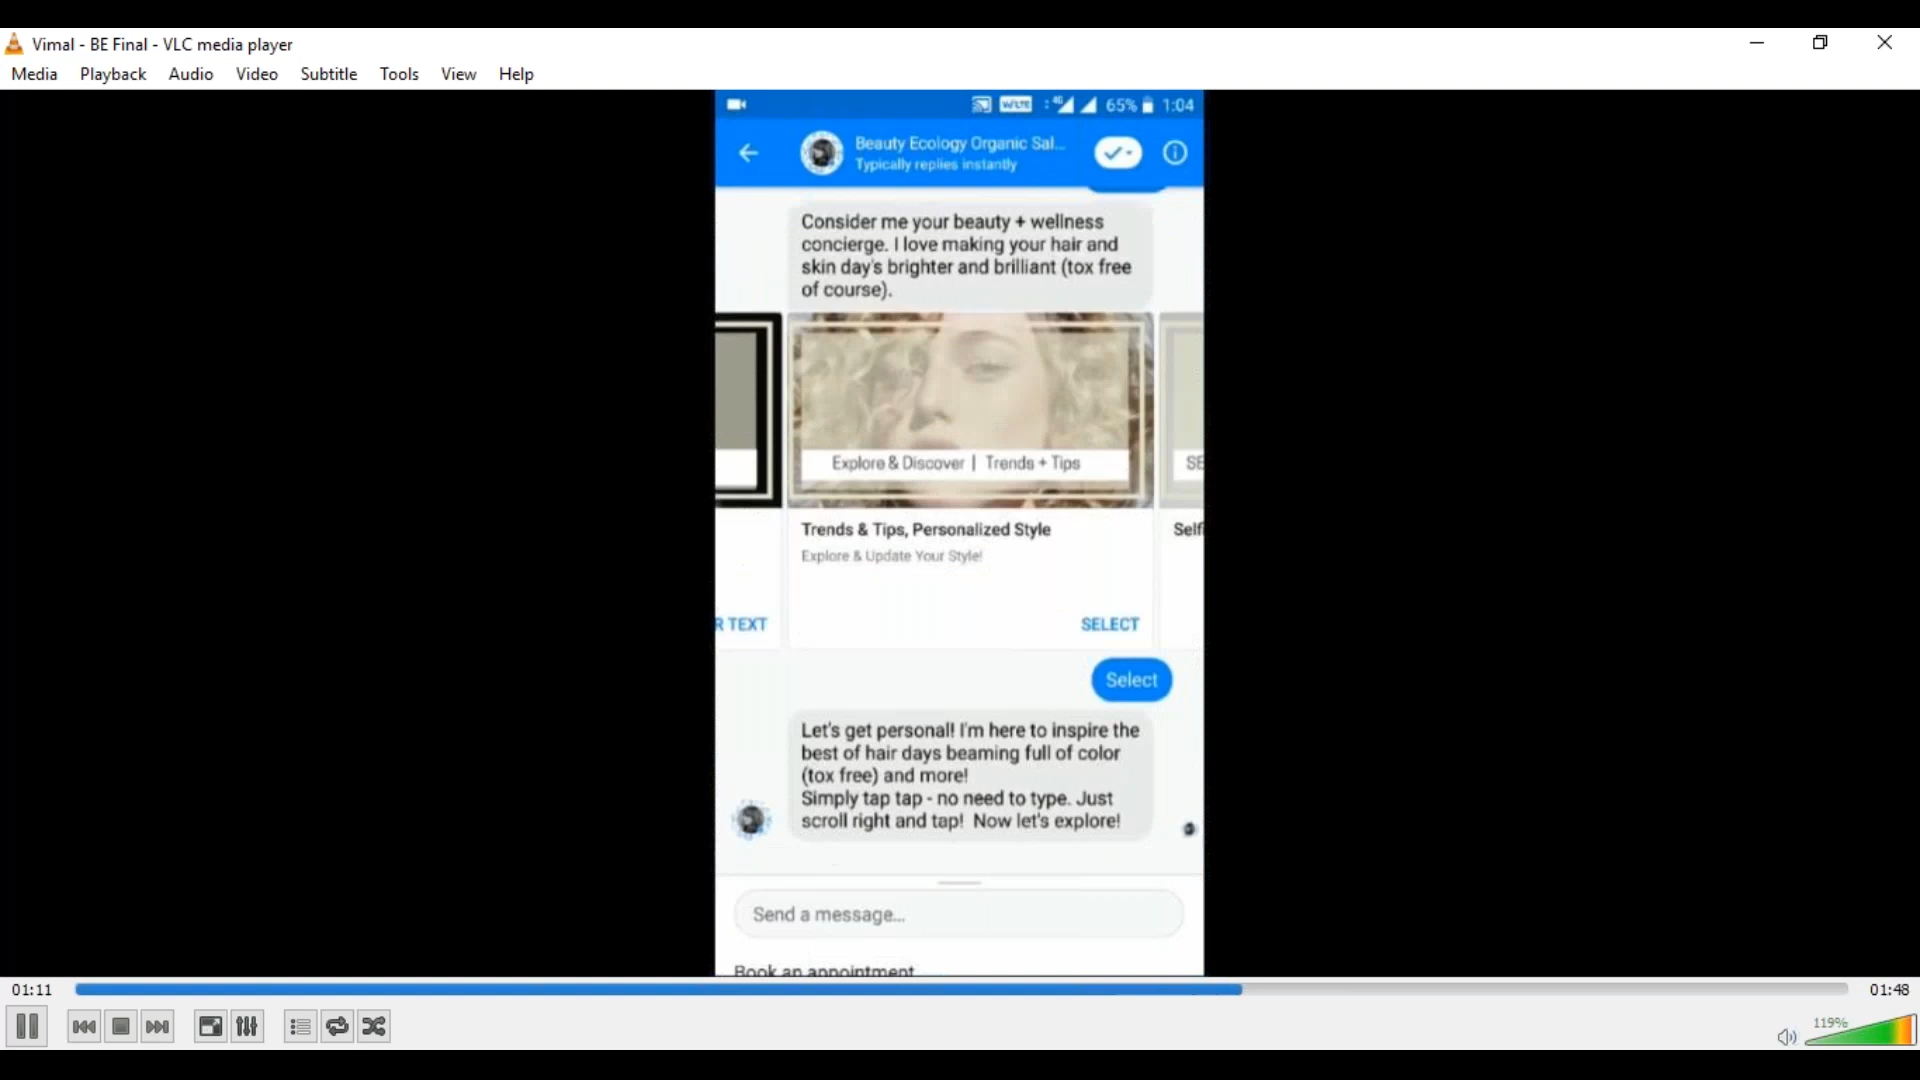 Vimal - BE Final - VLC media player
Media Playback Audio Video Subtitle Tools View Help
4G 65% 1:04
Beauty Ecology Organic Sal...
Typically replies instantly
Consider me your beauty + wellness
concierge. I love making your hair and
skin day's brighter and brilliant (tox free
of course).
Explore & Discover | Trends + Tips
SE
Trends & Tips, Personalized Style
Selfi
Explore & Update Your Style!
R TEXT
SELECT
Select
Let's get personal! I'm here to inspire the
best of hair days beaming full of color
(tox free) and more!
Simply tap tap - no need to type. Just
scroll right and tap! Now let's explore!
Send a message...
Book an appointment
01:11
01:48
119%